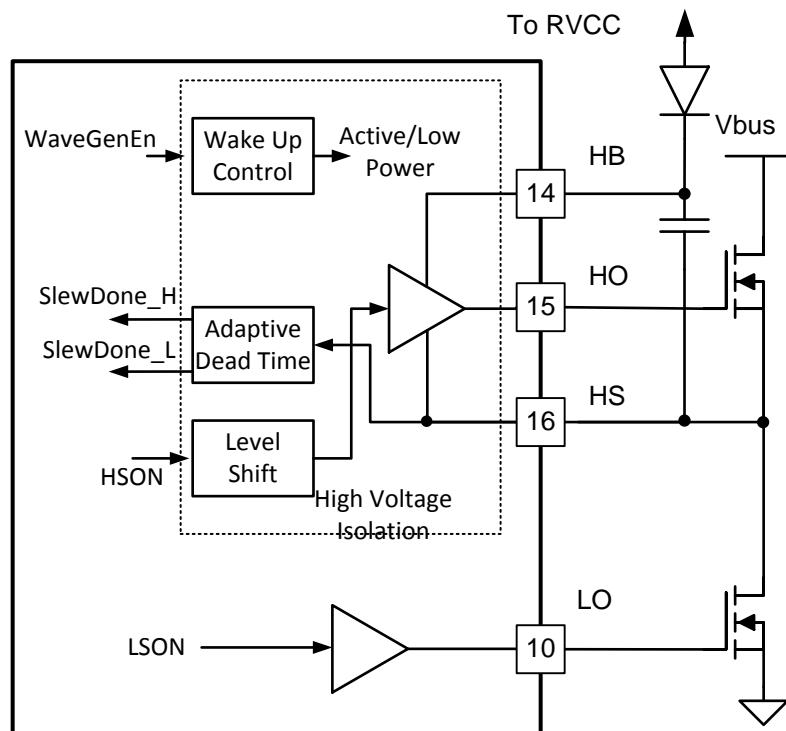 To RVCC
Vbus
WaveGenEn
Wake Up
Control
Active/Low
Power
HB
14
SlewDone_H
SlewDone_L
Adaptive
Dead Time
HO
15
HS
16
HSON
Level
Shift
High Voltage
Isolation
LO
LSON
10